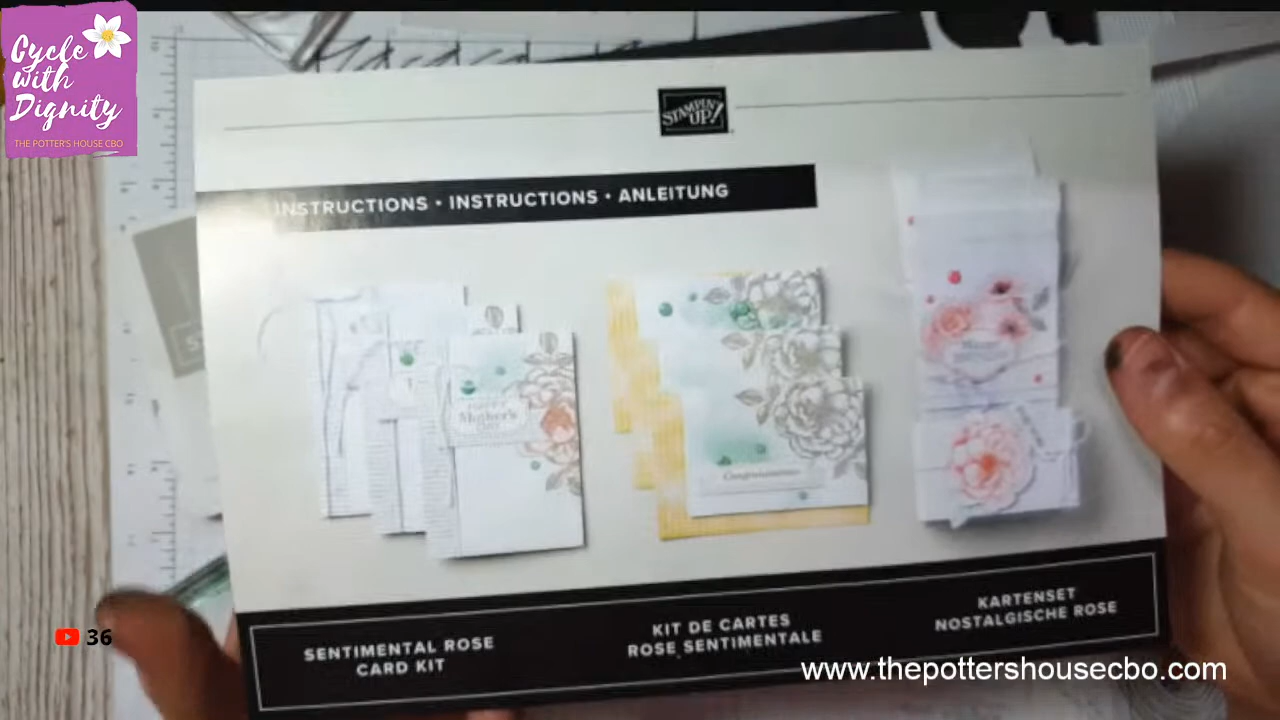 Cycle
with
Dignity
THE POTTER'S HOUSE CBO
STAMPIN'
UP!
INSTRUCTIONS • INSTRUCTIONS • ANLEITUNG
Mother's
Congratulations
SENTIMENTAL ROSE
CARD KIT
KIT DE CARTES
ROSE SENTIMENTALE
KARTENSET
NOSTALGISCHE ROSE
36
www.thepottershousecbo.com